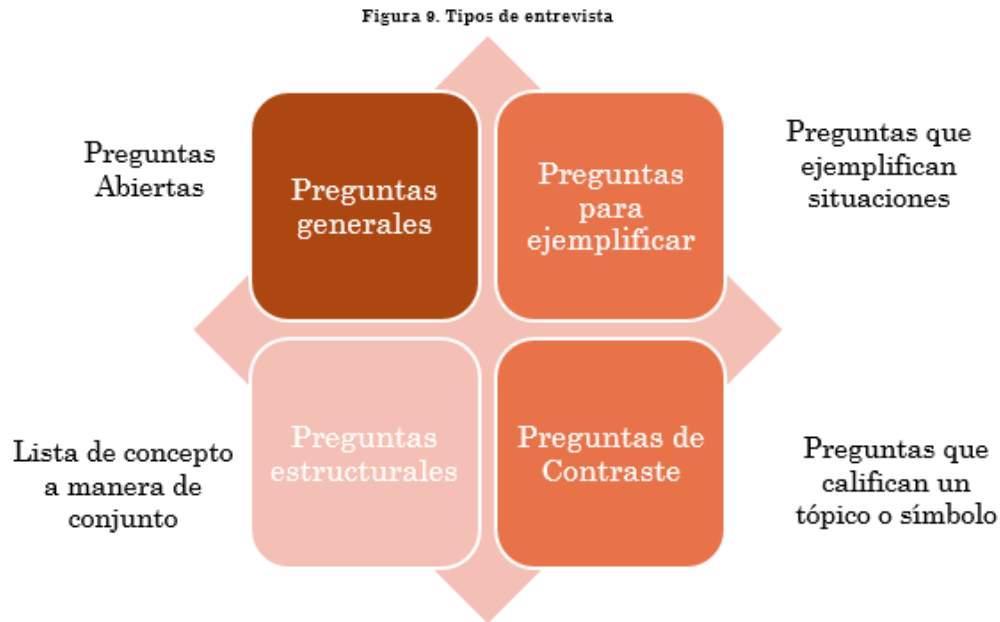 Figura 9. Tipos de entrevista
Preguntas
Abiertas
Preguntas
generales
Preguntas
para
ejemplificar
Preguntas que
ejemplifican
situaciones
Lista de concepto
a manera de
conjunto
Preguntas
estructurales
Preguntas de
Contraste
Preguntas que
califican un
tópico o símbolo